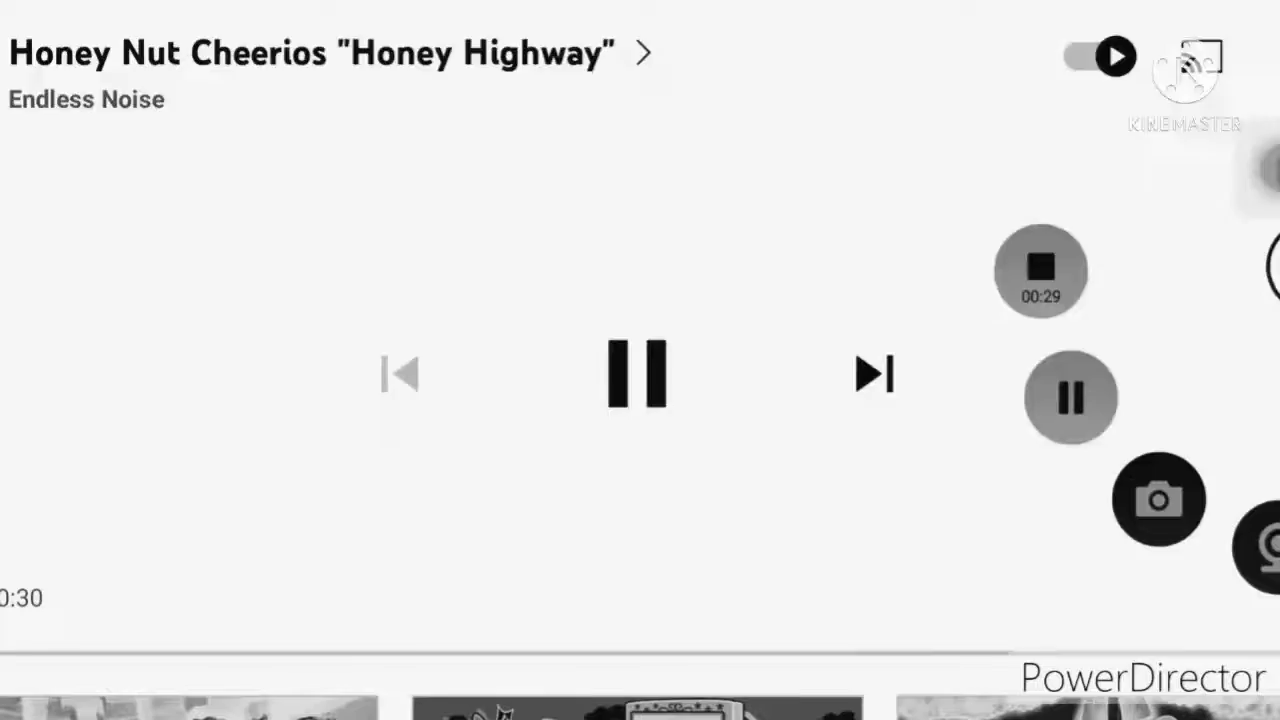 Honey Nut Cheerios "Honey Highway"
Endless Noise
KINEMASTER
00:29
0:30
PowerDirector